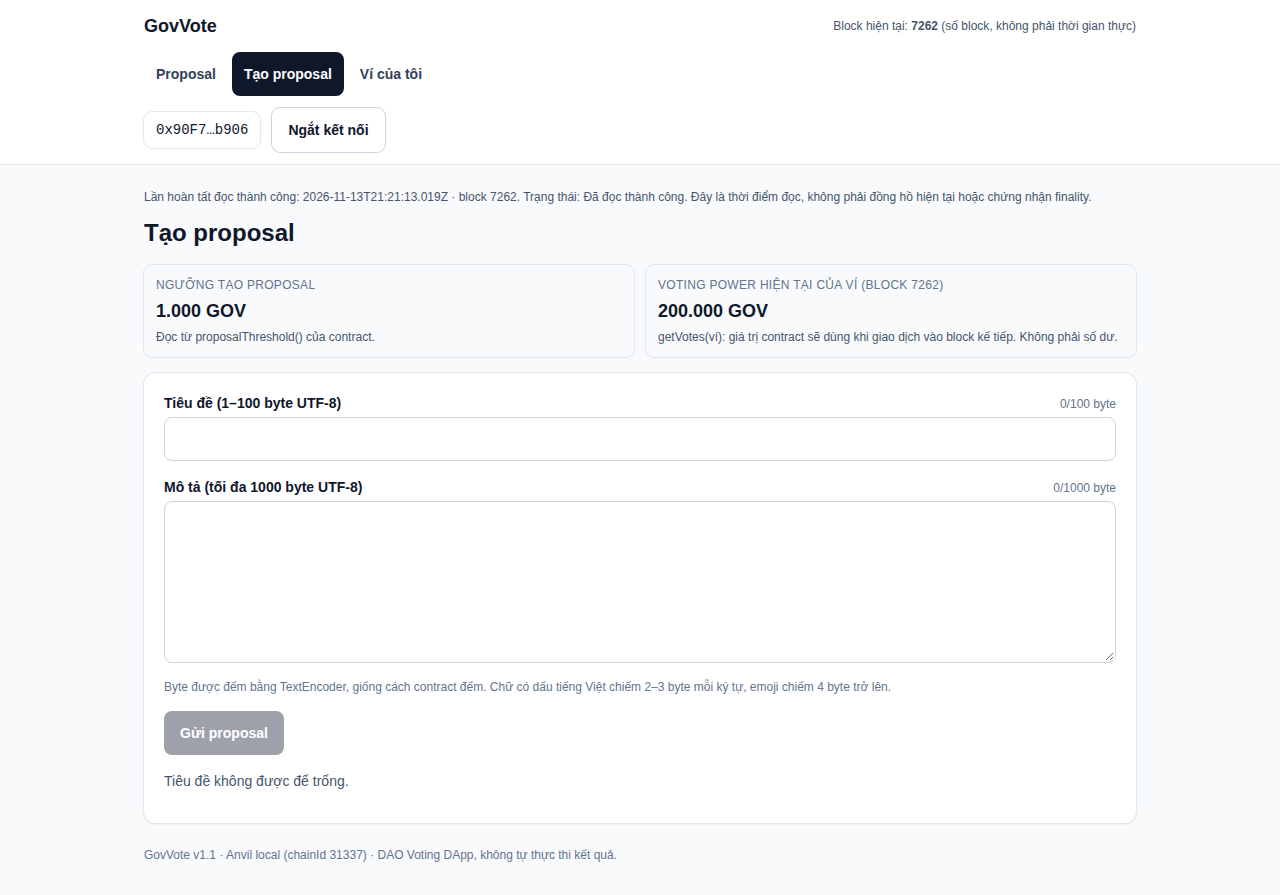 GovVote
Block hiện tại: 7262 (số block, không phải thời gian thực)
Proposal
Tạo proposal
Ví của tôi
0x90F7…b906
Ngắt kết nối
Lần hoàn tất đọc thành công: 2026-11-13T21:21:13.019Z · block 7262. Trạng thái: Đã đọc thành công. Đây là thời điểm đọc, không phải đồng hồ hiện tại hoặc chứng nhận finality.
Tạo proposal
NGƯỠNG TẠO PROPOSAL
1.000 GOV
Đọc từ proposalThreshold() của contract.
VOTING POWER HIỆN TẠI CỦA VÍ (BLOCK 7262)
200.000 GOV
getVotes(ví): giá trị contract sẽ dùng khi giao dịch vào block kế tiếp. Không phải số dư.
Tiêu đề (1–100 byte UTF-8)
0/100 byte
Mô tả (tối đa 1000 byte UTF-8)
0/1000 byte
Byte được đếm bằng TextEncoder, giống cách contract đếm. Chữ có dấu tiếng Việt chiếm 2–3 byte mỗi ký tự, emoji chiếm 4 byte trở lên.
Gửi proposal
Tiêu đề không được để trống.
GovVote v1.1 · Anvil local (chainId 31337) · DAO Voting DApp, không tự thực thi kết quả.